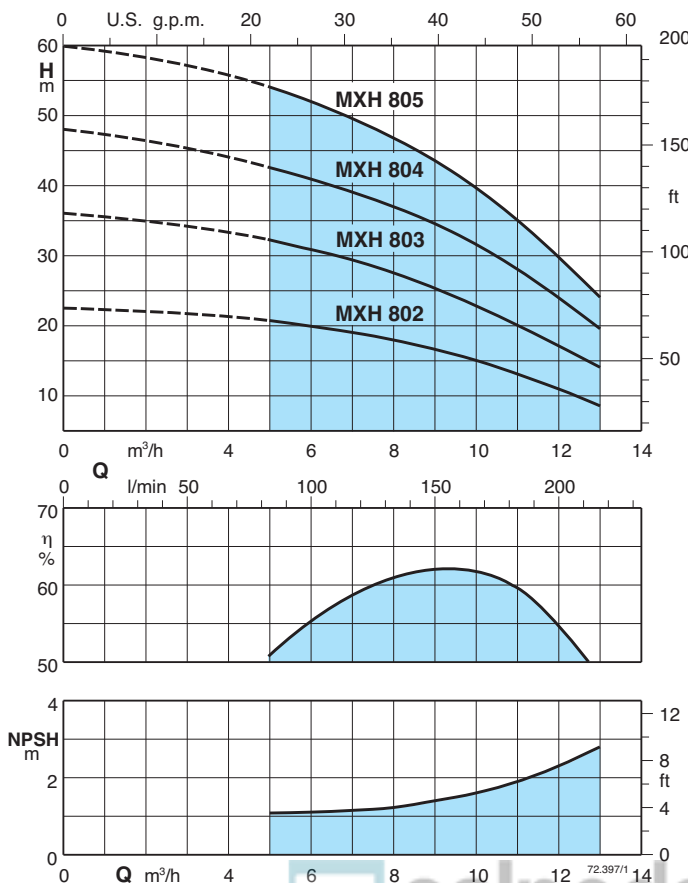 0 U.S. g.p.m. 20 30 40 50 60
60 H m 200
50 MXH 805
150
40 MXH 804
ft
30 MXH 803
100
20 MXH 802
50
10
0 m³/h 4 6 8 10 12 14
Q
0 l/min 50 100 150 200
70
η
%
60
50
4 12
NPSH
m
8
ft
2
4
0 0
72.397/1
0 Q m³/h 6 8 10 12 14